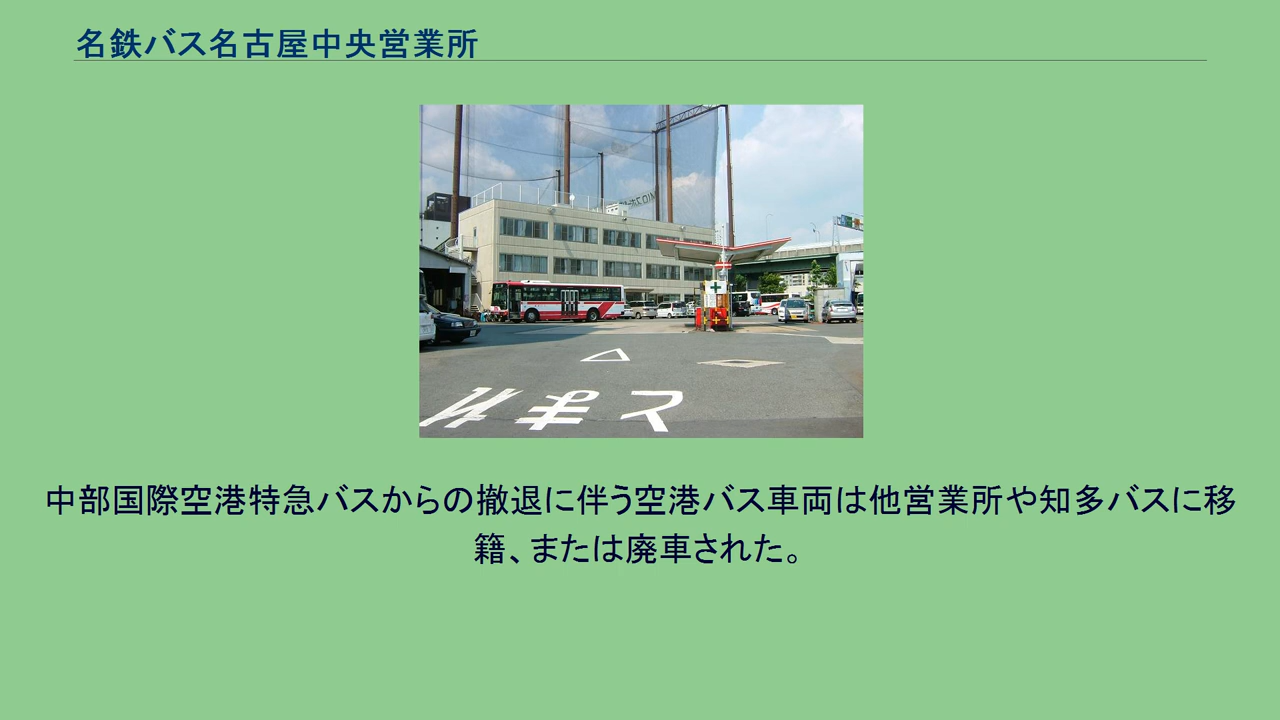 名鉄バス名古屋中央営業所
中部国際空港特急バスからの撤退に伴う空港バス車両は他営業所や知多バスに移
籍、または廃車された。